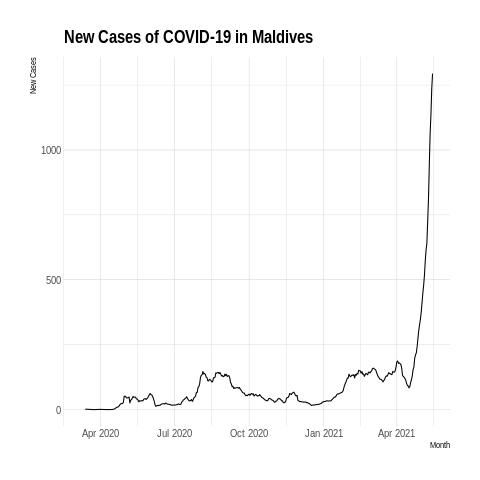 New Cases of COVID-19 in Maldives
New Cases
1000
500
0
Apr 2020 Jul 2020 Oct 2020 Jan 2021 Apr 2021
Month